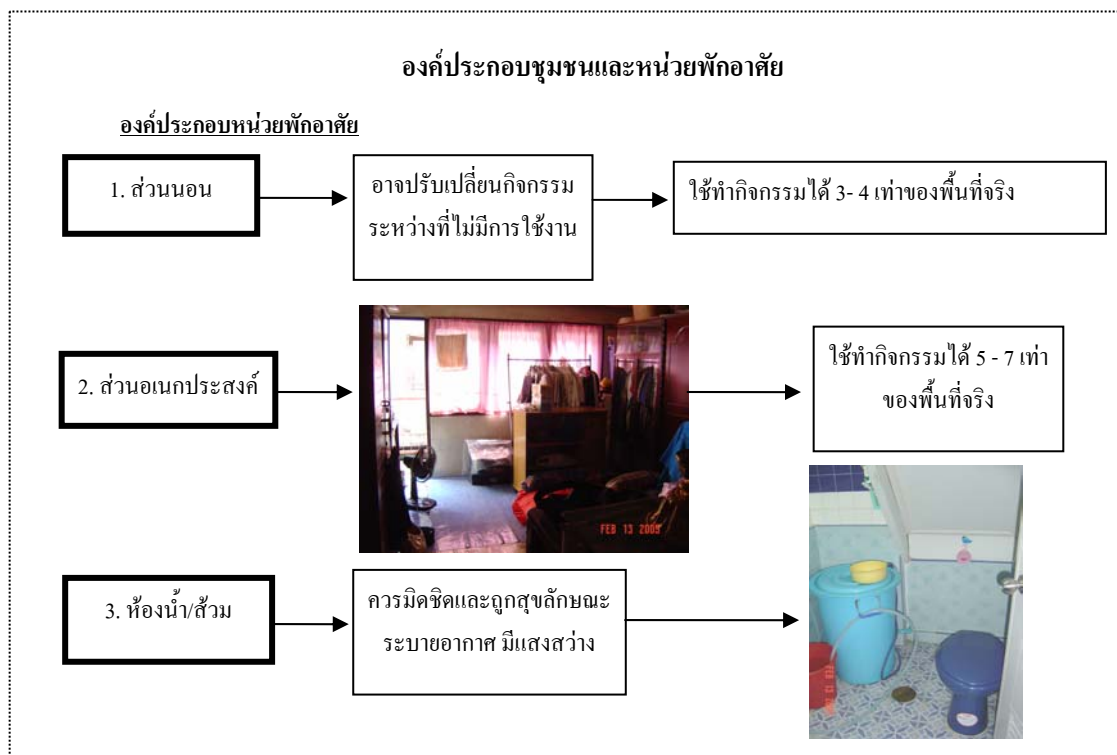 องค์ประกอบชุมชนและหน่วยพักอาศัย
องค์ประกอบหน่วยพักอาศัย
1. ส่วนนอน
อาจปรับเปลี่ยนกิจกรรม
ระหว่างที่ไม่มีการใช้งาน
ใช้ทำกิจกรรมได้ 3- 4 เท่าของพื้นที่จริง
2. ส่วนอเนกประสงค์
FEB 13 2005
ใช้ทำกิจกรรมได้ 5 - 7 เท่า
ของพื้นที่จริง
3. ห้องน้ำ/ส้วม
ควรมิดชิดและถูกสุขลักษณะ
ระบายอากาศ มีแสงสว่าง
FEB 13